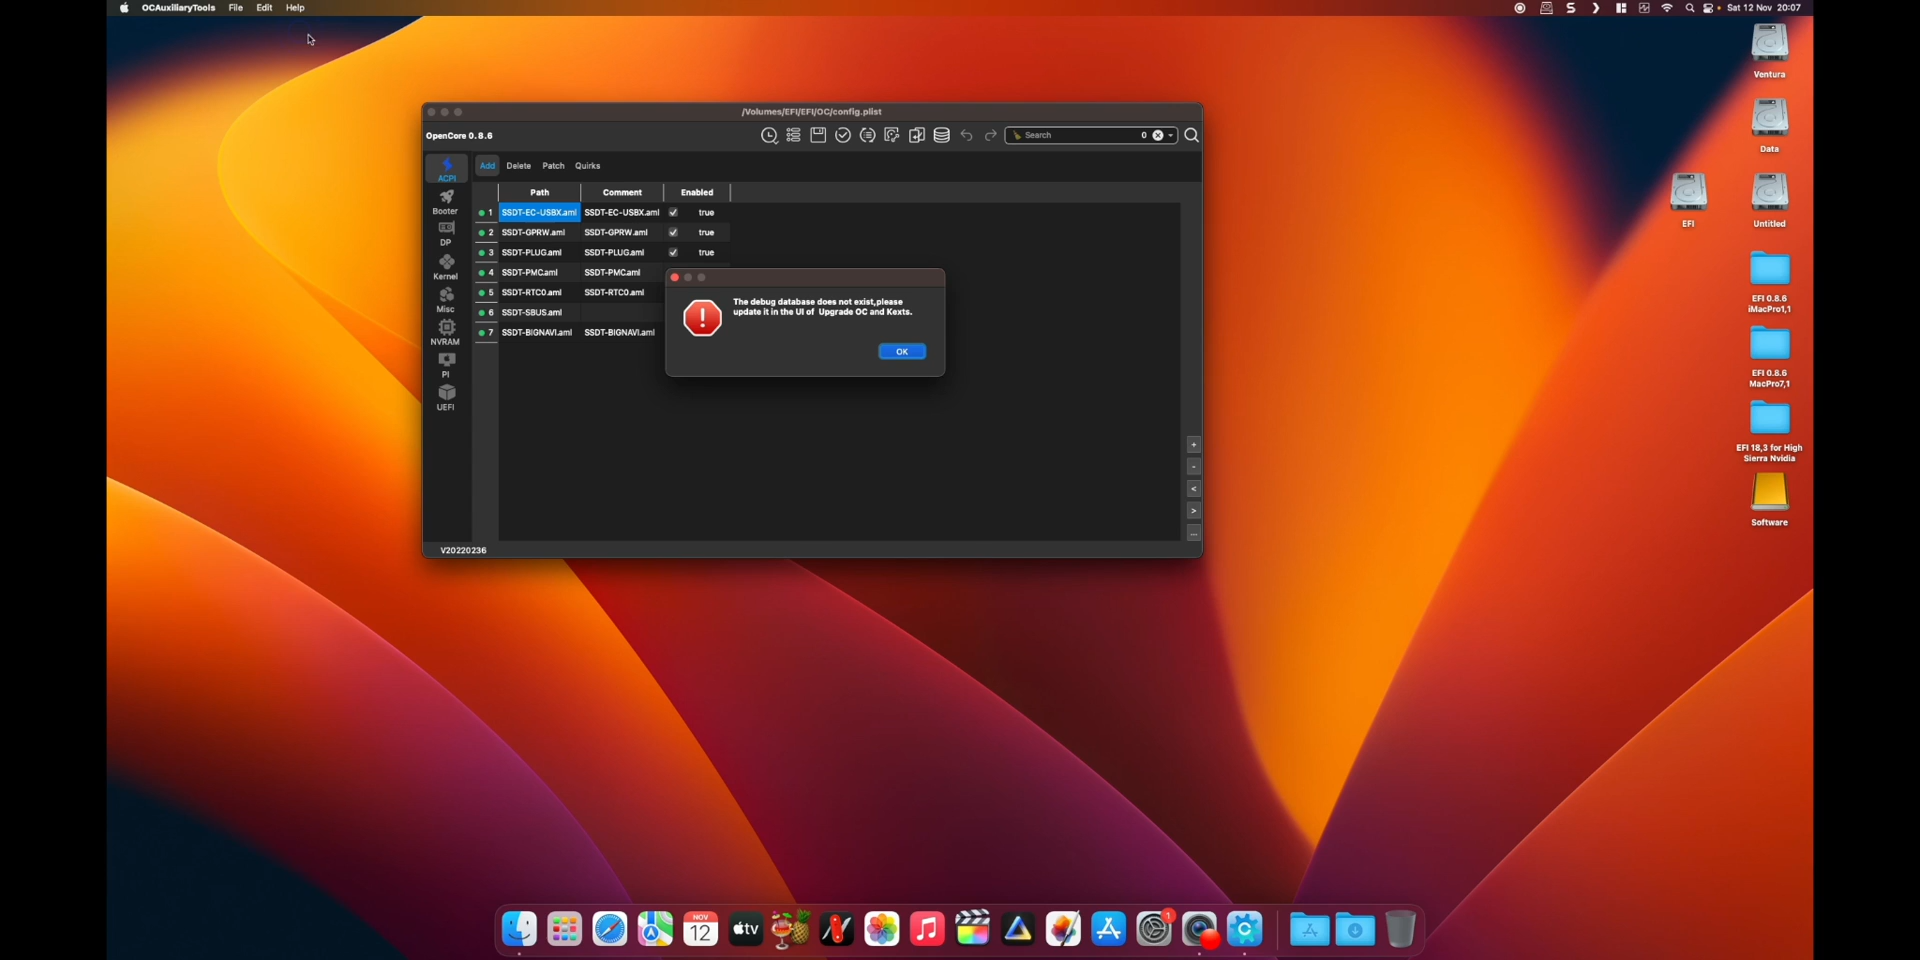 OCAuxiliaryTools File Edit Help
Sat 12 Nov 20:07
/Volumes/EFI/EFI/OC/config.plist
OpenCore 0.8.6
Search 0
ACPI
Booter
DP
Kernel
Misc
NVRAM
PI
UEFI
Add Delete Patch Quirks
Path Comment Enabled
1 SSDT-EC-USBX.aml SSDT-EC-USBX.aml true
2 SSDT-GPRW.aml SSDT-GPRW.aml true
3 SSDT-PLUG.aml SSDT-PLUG.aml true
4 SSDT-PMC.aml SSDT-PMC.aml
5 SSDT-RTC0.aml SSDT-RTC0.aml
6 SSDT-SBUS.aml
7 SSDT-BIGNAVI.aml SSDT-BIGNAVI.aml
The debug database does not exist,please
update it in the UI of Upgrade OC and Kexts.
OK
+
-
<
>
...
V20220236
Ventura
Data
EFI
Untitled
EFI 0.8.6
iMacPro1,1
EFI 0.8.6
MacPro7,1
EFI 18,3 for High
Sierra Nvidia
Software
NOV
12
tv
1